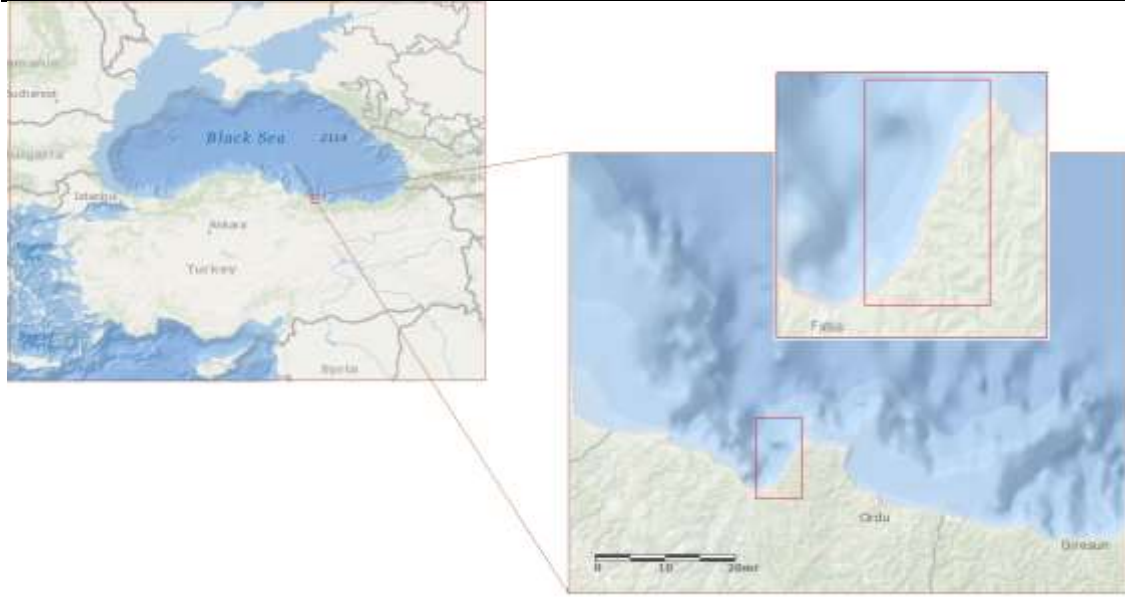 Black Sea
2114
Istanbul
Ankara
Turkey
Syria
Fatsa
Ordu
Giresun
0 10 20mi